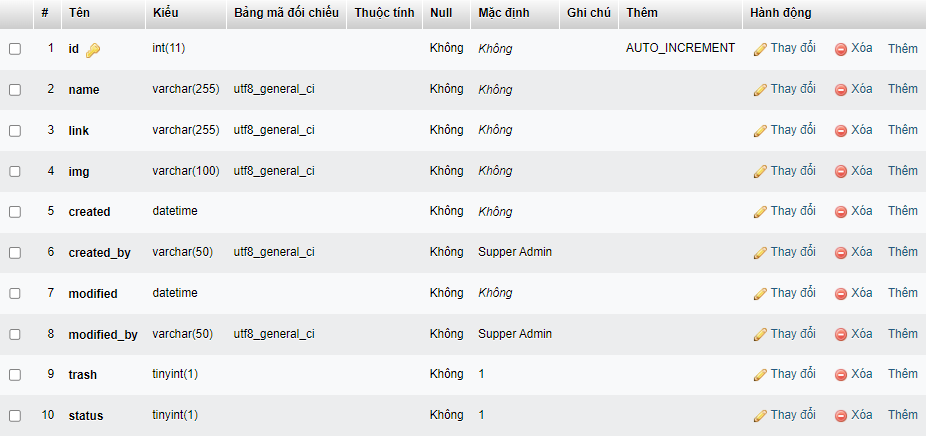 # Tên Kiểu Bảng mã đối chiếu Thuộc tính Null Mặc định Ghi chú Thêm Hành động
1 id int(11) Không Không AUTO_INCREMENT Thay đổi Xóa Thêm
2 name varchar(255) utf8_general_ci Không Không Thay đổi Xóa Thêm
3 link varchar(255) utf8_general_ci Không Không Thay đổi Xóa Thêm
4 img varchar(100) utf8_general_ci Không Không Thay đổi Xóa Thêm
5 created datetime Không Không Thay đổi Xóa Thêm
6 created_by varchar(50) utf8_general_ci Không Supper Admin Thay đổi Xóa Thêm
7 modified datetime Không Không Thay đổi Xóa Thêm
8 modified_by varchar(50) utf8_general_ci Không Supper Admin Thay đổi Xóa Thêm
9 trash tinyint(1) Không 1 Thay đổi Xóa Thêm
10 status tinyint(1) Không 1 Thay đổi Xóa Thêm